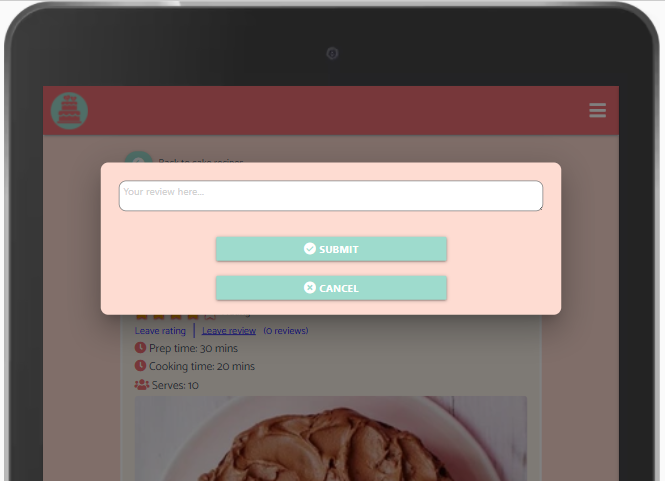 Back to cake recipes
Your review here...
SUBMIT
CANCEL
Leave rating | Leave review (0 reviews)
Prep time: 30 mins
Cooking time: 20 mins
Serves: 10